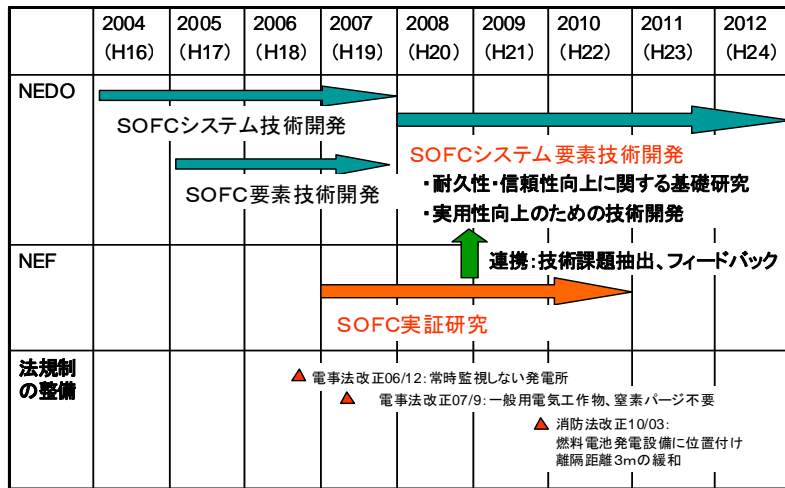 2004 2005 2006 2007 2008 2009 2010 2011 2012
(H16) (H17) (H18) (H19) (H20) (H21) (H22) (H23) (H24)
NEDO
SOFCシステム技術開発
SOFC要素技術開発
SOFCシステム要素技術開発
・耐久性・信頼性向上に関する基礎研究
・実用性向上のための技術開発
NEF
連携：技術課題抽出、フィードバック
SOFC実証研究
法規制
の整備
電事法改正06/12：常時監視しない発電所
電事法改正07/9：一般用電気工作物、窒素パージ不要
消防法改正10/03：
燃料電池発電設備に位置付け
離隔距離3mの緩和